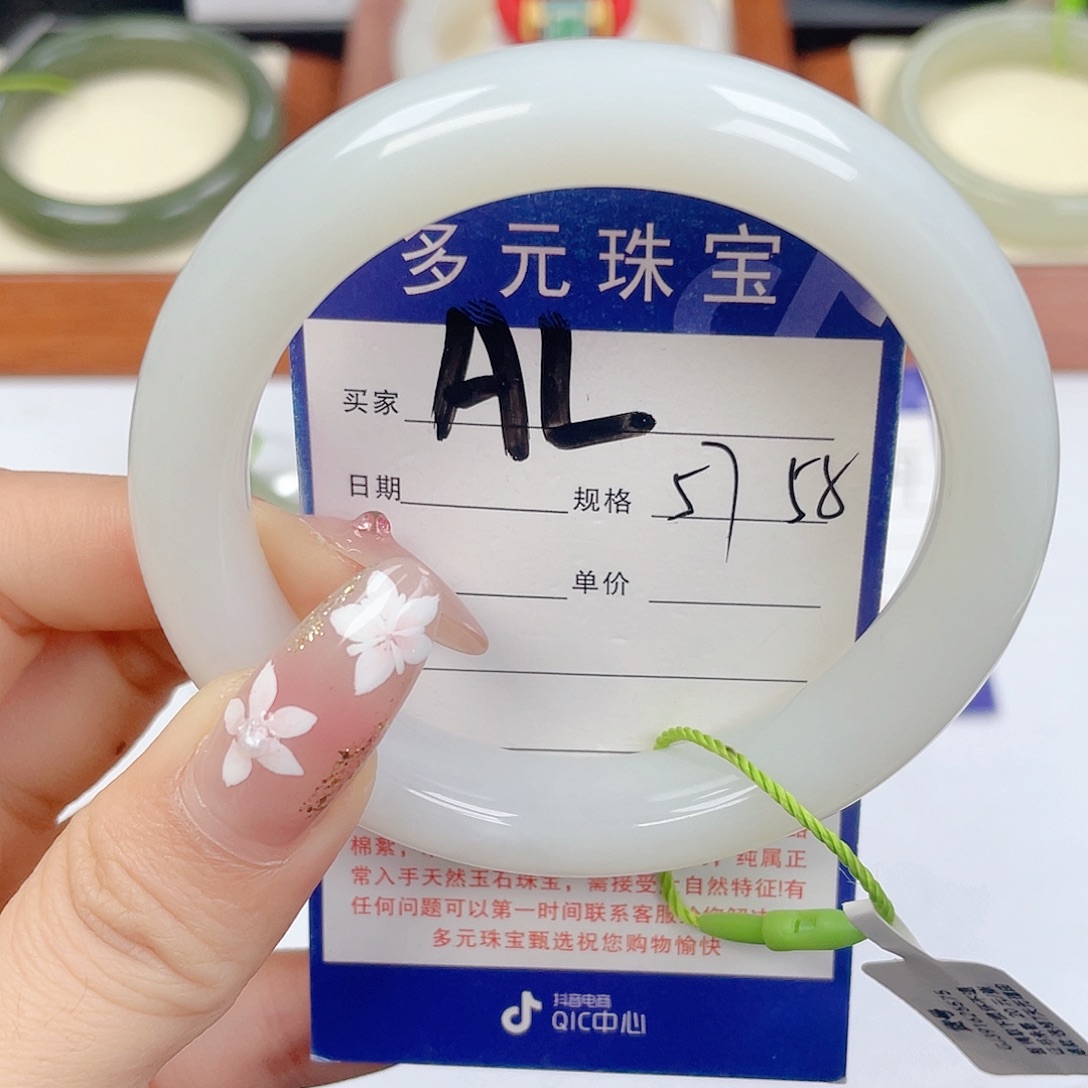 多元珠宝
买家 AL
日期 规格 57 58
单价
棉絮，
，纯属正
常入手天然玉石珠宝，需接受 自然特征!有
任何问题可以第一时间联系客服
多元珠宝甄选祝您购物愉快
抖音电商
QIC中心